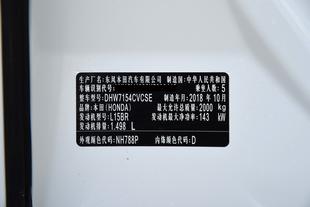 生产厂名:东风本田汽车有限公司 制造国:中华人民共和国
车辆识别代号: 乘坐人数:5
整车型号:DHW7154CVCSE 制造年月:2018 年 10 月
品牌:本田(HONDA) 最大允许总质量:2000 kg
发动机型号:L15BR 发动机最大净功率:143 kW
发动机排量:1.498 L
外观颜色代码:NH788P 内饰颜色代码:D